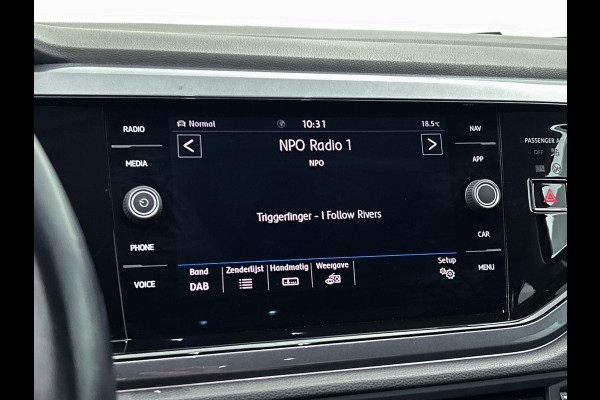 RADIO
MEDIA
PHONE
VOICE
Normal 10:31 18.5°C
NPO Radio 1
NPO
Triggerfinger - I Follow Rivers
Band Zenderlijst Handmatig Weergave Setup
DAB
NAV
APP
CAR
MENU
PASSENGER A
OFF